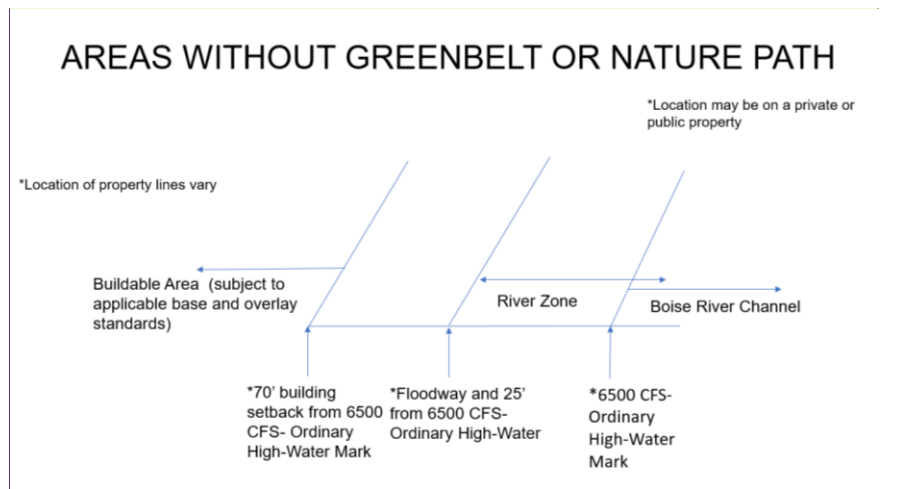 AREAS WITHOUT GREENBELT OR NATURE PATH
*Location may be on a private or
public property
*Location of property lines vary
Buildable Area (subject to
applicable base and overlay
standards)
River Zone
Boise River Channel
*70' building
setback from 6500
CFS- Ordinary
High-Water Mark
*Floodway and 25'
from 6500 CFS-
Ordinary High-Water
*6500 CFS-
Ordinary
High-Water
Mark